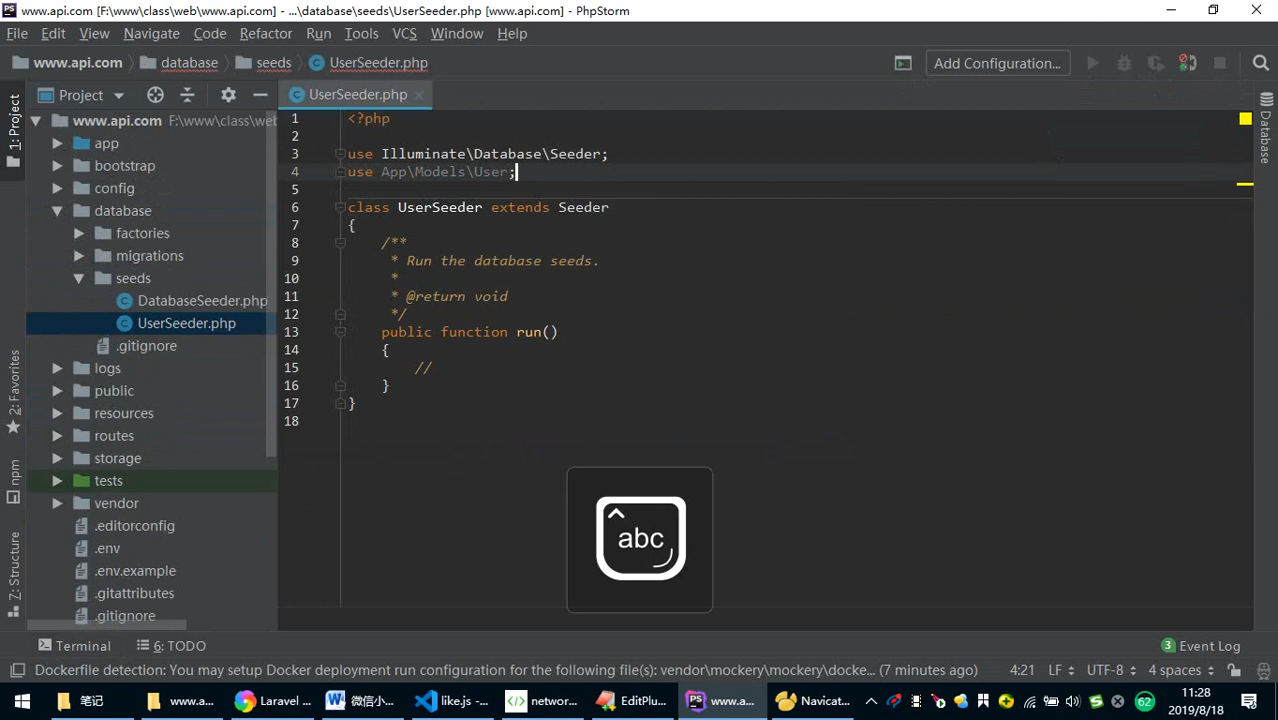 www.api.com [F:\www\class\web\www.api.com] - ...\database\seeds\UserSeeder.php [www.api.com] - PhpStorm
File Edit View Navigate Code Refactor Run Tools VCS Window Help
www.api.com database seeds UserSeeder.php Add Configuration...
Project UserSeeder.php
www.api.com F:\www\class\web
app
bootstrap
config
database
factories
migrations
seeds
DatabaseSeeder.php
UserSeeder.php
.gitignore
logs
public
resources
routes
storage
tests
vendor
.editorconfig
.env
.env.example
.gitattributes
.gitignore
1: Project
2: Favorites
npm
Z: Structure
1 <?php
2
3 use Illuminate\Database\Seeder;
4 use App\Models\User;
5
6 class UserSeeder extends Seeder
7 {
8 /**
9 * Run the database seeds.
10 *
11 * @return void
12 */
13 public function run()
14 {
15 //
16 }
17 }
18
abc
Database
Terminal 6: TODO 3 Event Log
Dockerfile detection: You may setup Docker deployment run configuration for the following file(s): vendor\mockery\mockery\docke... (7 minutes ago) 4:21 LF UTF-8 4 spaces
笔记 www.a... Laravel ... 微信小... like.js -... networ... EditPlu... www.a... Navicat... 62 11:28
2019/8/18